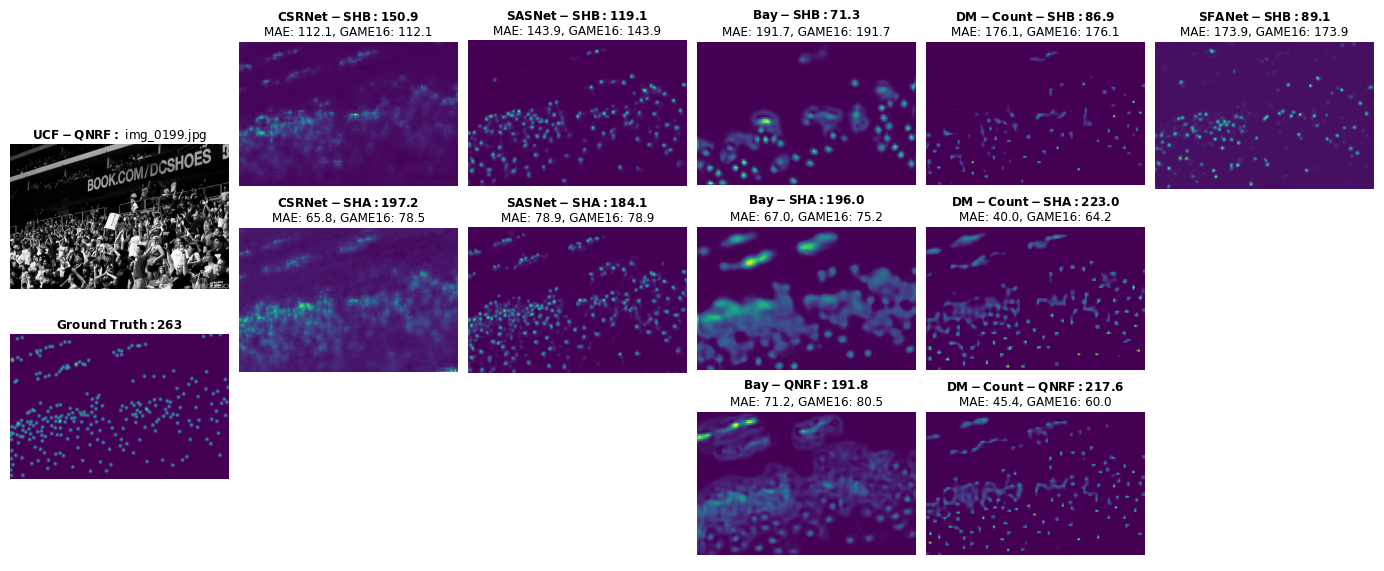 CSRNet−SHB: 150.9
MAE: 112.1, GAME16: 112.1
SASNet−SHB: 119.1
MAE: 143.9, GAME16: 143.9
Bay−SHB: 71.3
MAE: 191.7, GAME16: 191.7
DM−Count−SHB: 86.9
MAE: 176.1, GAME16: 176.1
SFANet−SHB: 89.1
MAE: 173.9, GAME16: 173.9
UCF−QNRF: img_0199.jpg
BOOK.COM/DCSHOES
CSRNet−SHA: 197.2
MAE: 65.8, GAME16: 78.5
SASNet−SHA: 184.1
MAE: 78.9, GAME16: 78.9
Bay−SHA: 196.0
MAE: 67.0, GAME16: 75.2
DM−Count−SHA: 223.0
MAE: 40.0, GAME16: 64.2
Ground Truth: 263
Bay−QNRF: 191.8
MAE: 71.2, GAME16: 80.5
DM−Count−QNRF: 217.6
MAE: 45.4, GAME16: 60.0